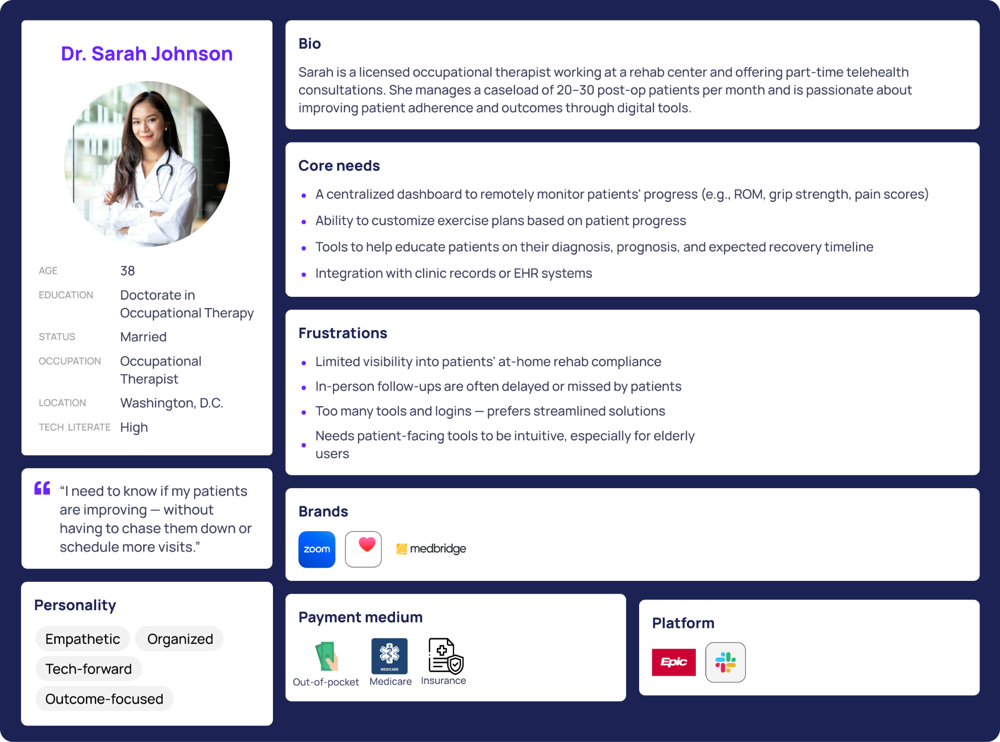 Dr. Sarah Johnson
AGE 38
EDUCATION Doctorate in
Occupational Therapy
STATUS Married
OCCUPATION Occupational
Therapist
LOCATION Washington, D.C.
TECH LITERATE High
“I need to know if my patients
are improving — without
having to chase them down or
schedule more visits.”
Personality
Empathetic Organized
Tech-forward
Outcome-focused
Bio
Sarah is a licensed occupational therapist working at a rehab center and offering part-time telehealth
consultations. She manages a caseload of 20–30 post-op patients per month and is passionate about
improving patient adherence and outcomes through digital tools.
Core needs
• A centralized dashboard to remotely monitor patients' progress (e.g., ROM, grip strength, pain scores)
• Ability to customize exercise plans based on patient progress
• Tools to help educate patients on their diagnosis, prognosis, and expected recovery timeline
• Integration with clinic records or EHR systems
Frustrations
• Limited visibility into patients' at-home rehab compliance
• In-person follow-ups are often delayed or missed by patients
• Too many tools and logins — prefers streamlined solutions
• Needs patient-facing tools to be intuitive, especially for elderly
users
Brands
zoom medbridge
Payment medium
MEDICARE
Out-of-pocket Medicare Insurance
Platform
Epic